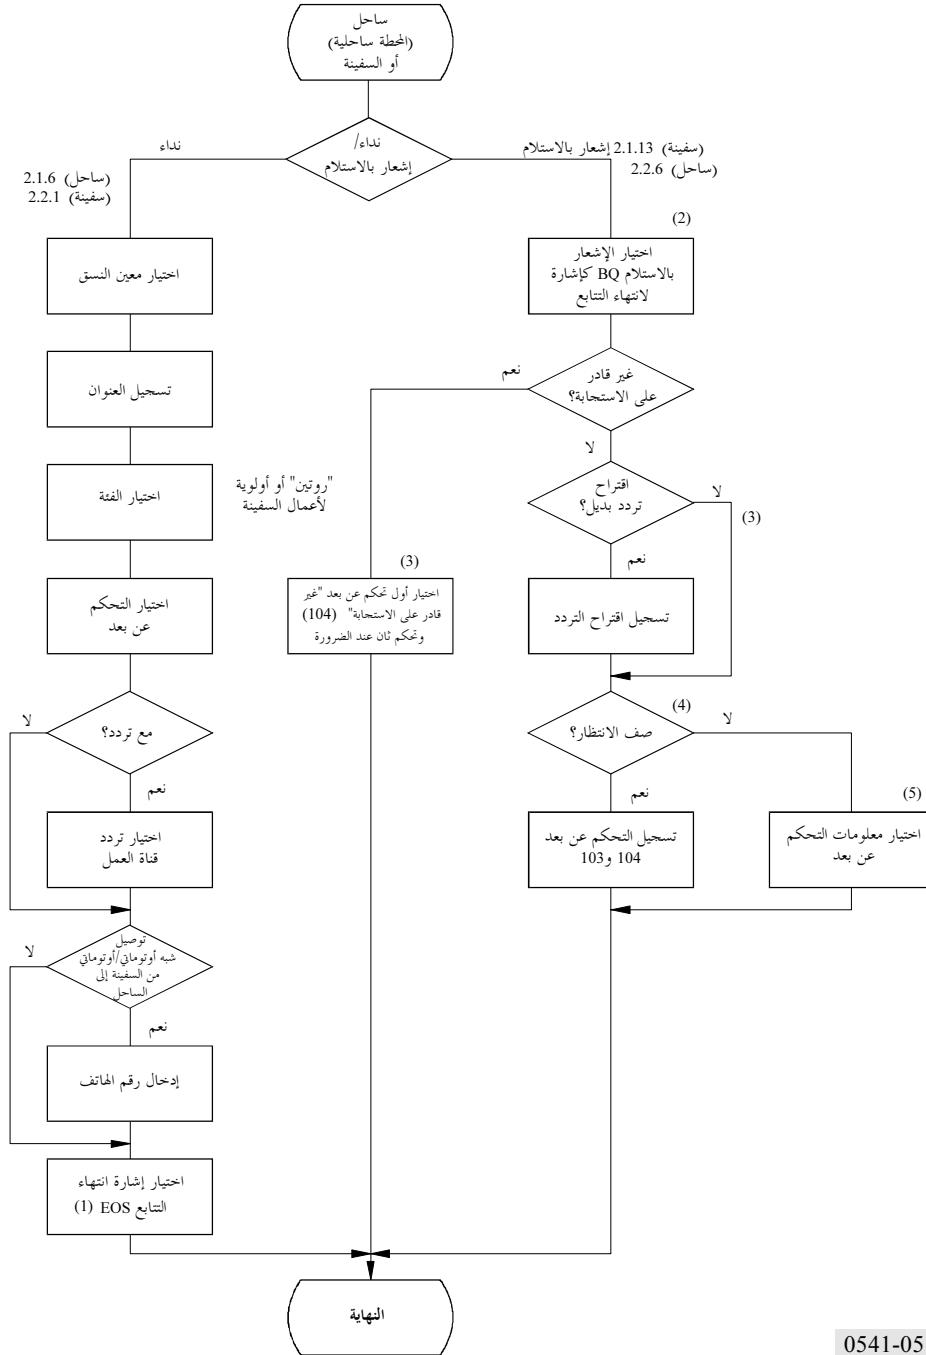 ساحل
(المحطة ساحلية)
أو السفينة
نداء/
إشعار بالاستلام
نداء
(ساحل) 2.1.6
(سفينة) 2.2.1
(سفينة) 2.1.13 إشعار بالاستلام
(ساحل) 2.2.6
(2)
اختيار الإشعار
بالاستلام BQ كإشارة
لانتهاء التتابع
غير قادر
على الاستجابة؟
نعم
لا
اقتراح
تردد بديل؟
لا
(3)
نعم
تسجيل اقتراح التردد
(3)
اختيار أول تحكم عن بعد "غير
قادر على الاستجابة" (104)
وتحكم ثان عند الضرورة
(4)
صف الانتظار؟
لا
نعم
تسجيل التحكم عن بعد
104 و103
(5)
اختيار معلومات التحكم
عن بعد
اختيار معين النسق
تسجيل العنوان
اختيار الفئة
"روتين" أو أولوية
لأعمال السفينة
اختيار التحكم
عن بعد
مع تردد؟
لا
نعم
اختيار تردد
قناة العمل
توصيل
شبه أوتوماتي/أوتوماتي
من السفينة إلى
الساحل
لا
نعم
إدخال رقم الهاتف
اختيار إشارة انتهاء
التتابع EOS (1)
النهاية
0541-05